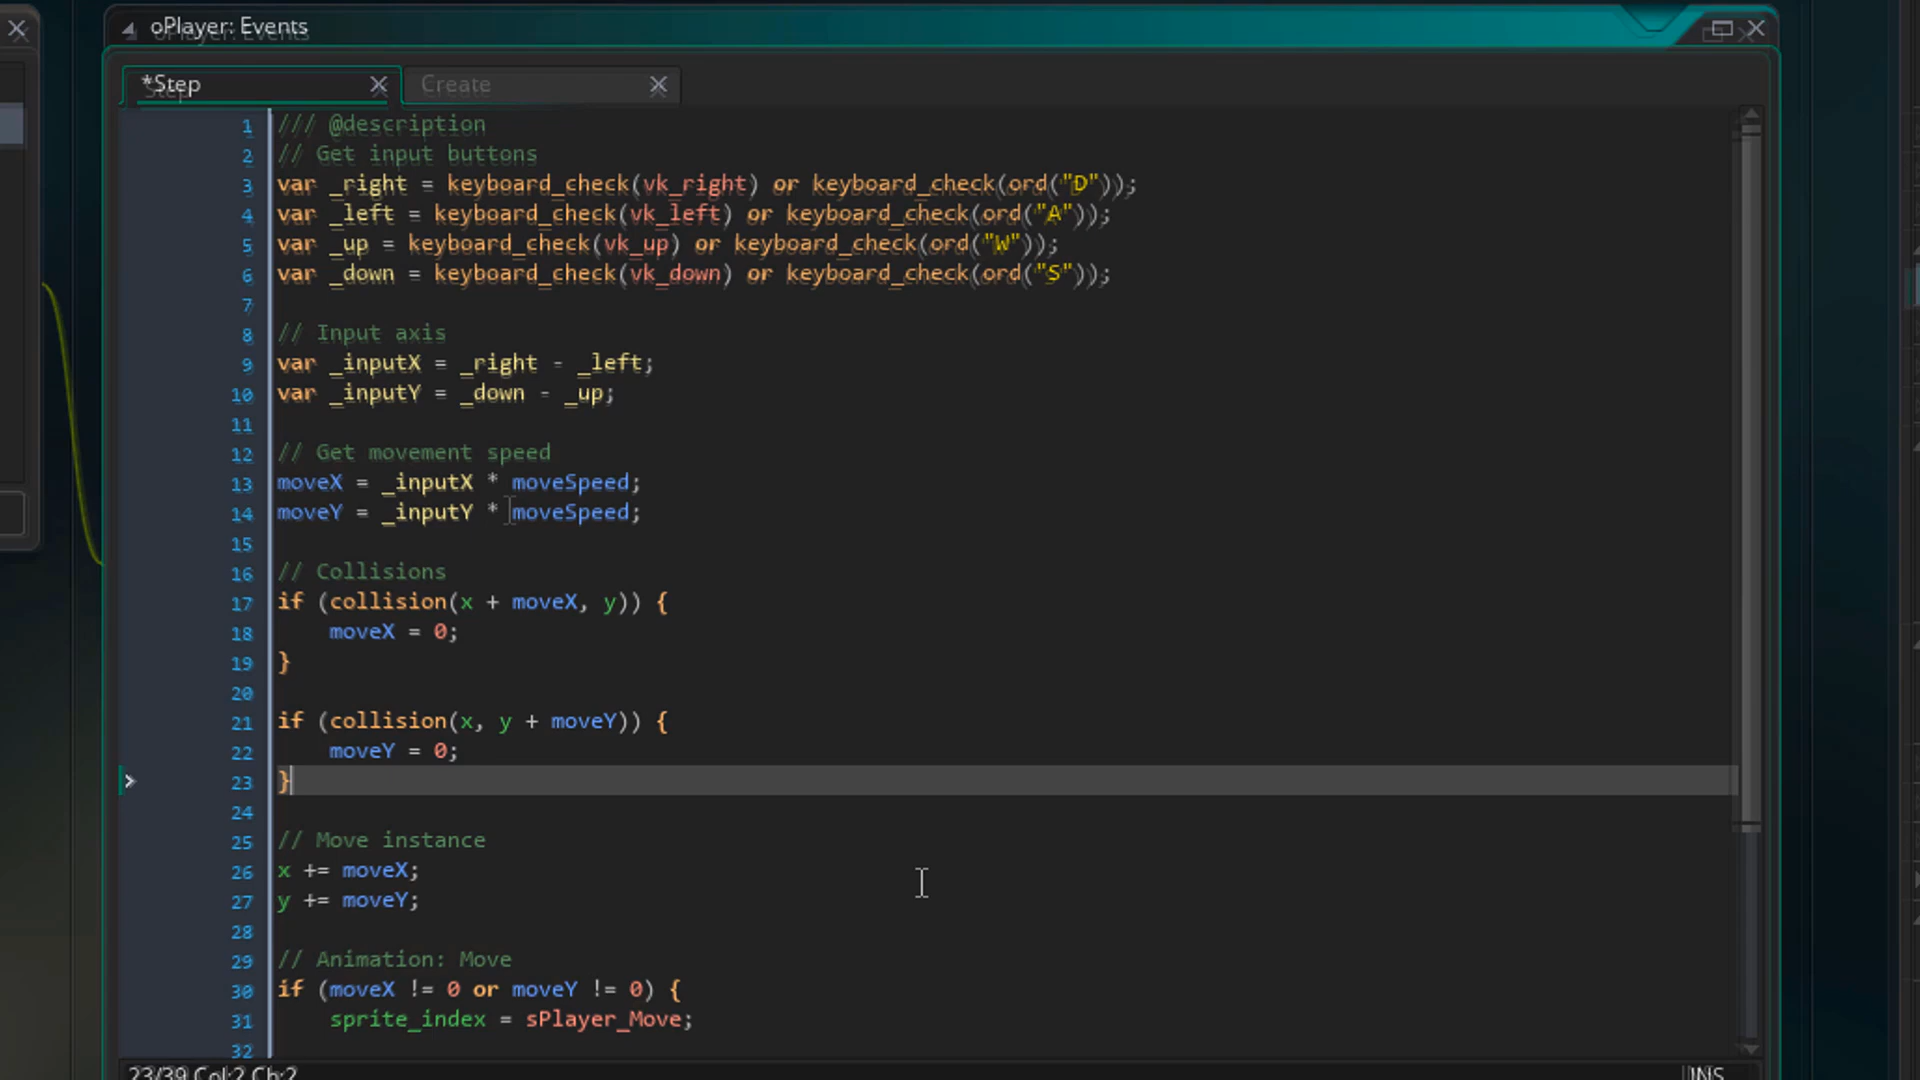 oPlayer: Events
*Step
Create
1 /// @description
2 // Get input buttons
3 var _right = keyboard_check(vk_right) or keyboard_check(ord("D"));
4 var _left = keyboard_check(vk_left) or keyboard_check(ord("A"));
5 var _up = keyboard_check(vk_up) or keyboard_check(ord("W"));
6 var _down = keyboard_check(vk_down) or keyboard_check(ord("S"));
7
8 // Input axis
9 var _inputX = _right - _left;
10 var _inputY = _down - _up;
11
12 // Get movement speed
13 moveX = _inputX * moveSpeed;
14 moveY = _inputY * moveSpeed;
15
16 // Collisions
17 if (collision(x + moveX, y)) {
18 moveX = 0;
19 }
20
21 if (collision(x, y + moveY)) {
22 moveY = 0;
23 }
24
25 // Move instance
26 x += moveX;
27 y += moveY;
28
29 // Animation: Move
30 if (moveX != 0 or moveY != 0) {
31 sprite_index = sPlayer_Move;
32
23/39 Col:2 Ch:2
INS